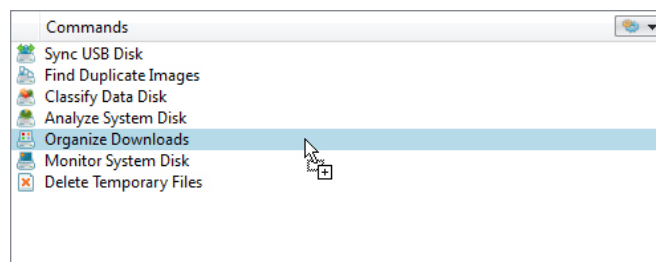 Commands
Sync USB Disk
Find Duplicate Images
Classify Data Disk
Analyze System Disk
Organize Downloads
Monitor System Disk
Delete Temporary Files